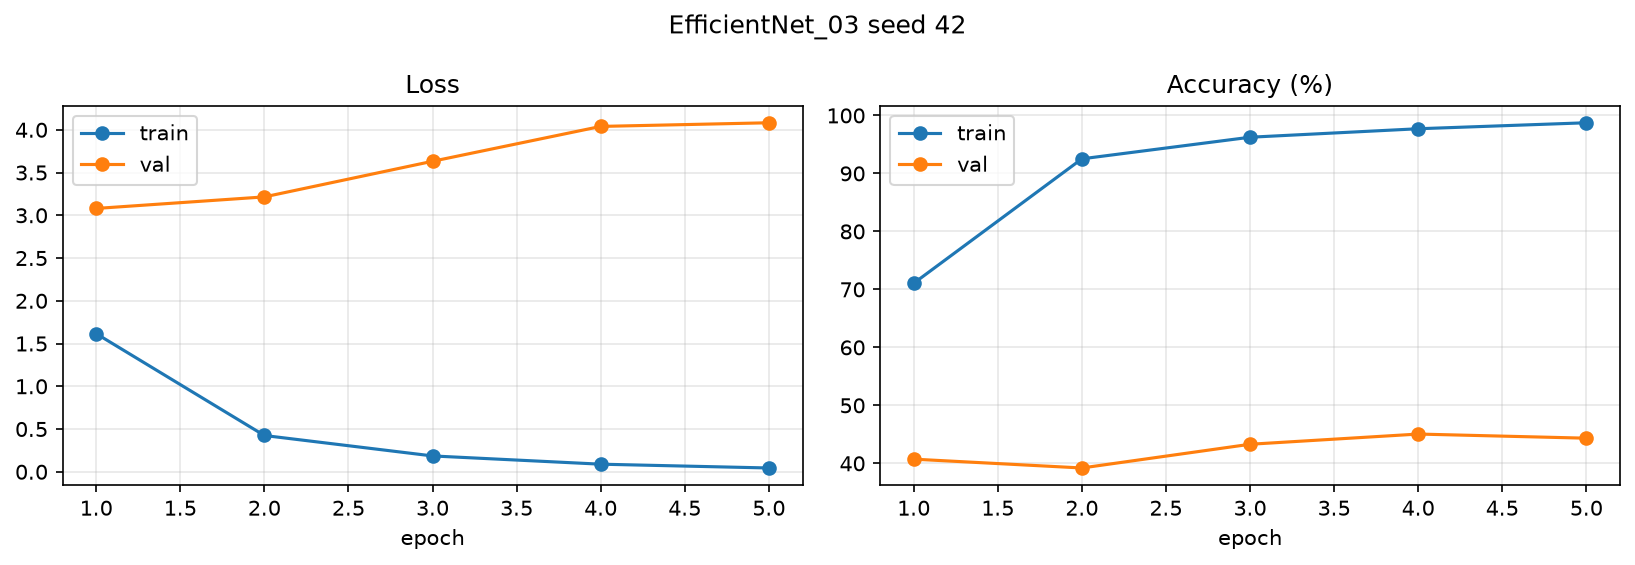 EfficientNet_03 seed 42
Loss
train
val
4.0
3.5
3.0
2.5
2.0
1.5
1.0
0.5
0.0
1.0 1.5 2.0 2.5 3.0 3.5 4.0 4.5 5.0
epoch
Accuracy (%)
train
val
100
90
80
70
60
50
40
1.0 1.5 2.0 2.5 3.0 3.5 4.0 4.5 5.0
epoch